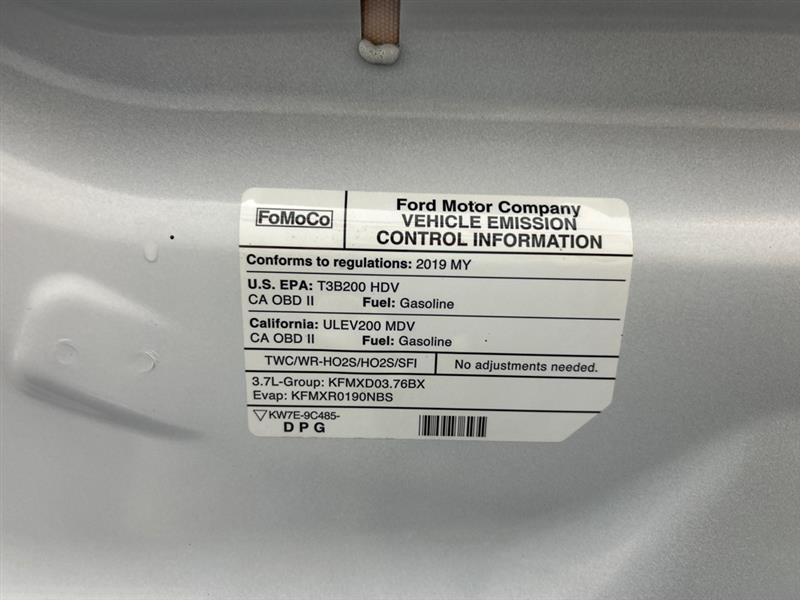 FoMoCo
Ford Motor Company
VEHICLE EMISSION
CONTROL INFORMATION
Conforms to regulations: 2019 MY
U.S. EPA: T3B200 HDV
CA OBD II Fuel: Gasoline
California: ULEV200 MDV
CA OBD II Fuel: Gasoline
TWC/WR-HO2S/HO2S/SFI No adjustments needed.
3.7L-Group: KFMXD03.76BX
Evap: KFMXR0190NBS
KW7E-9C485-
D P G